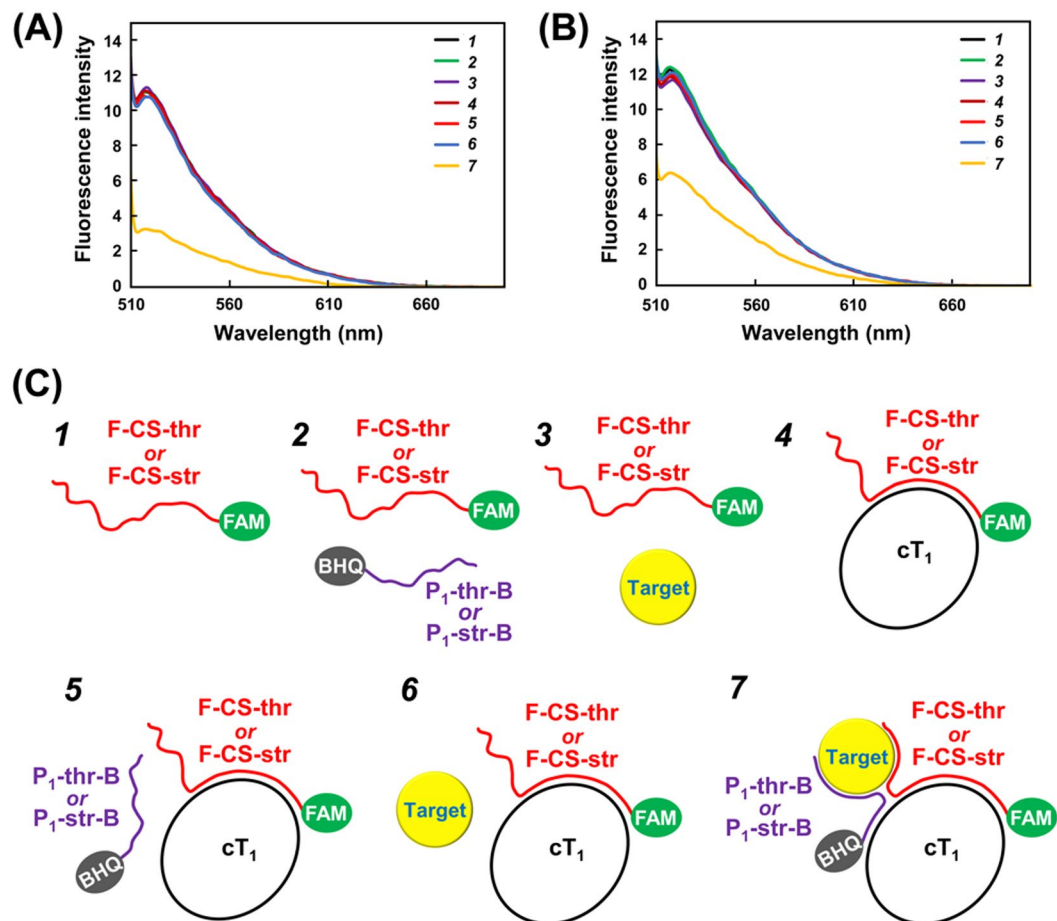 (A)
Fluorescence intensity
14
12
10
8
6
4
2
0
510
560
610
660
Wavelength (nm)
1
2
3
4
5
6
7
(B)
Fluorescence intensity
14
12
10
8
6
4
2
0
510
560
610
660
Wavelength (nm)
1
2
3
4
5
6
7
(C)
1
F-CS-thr
or
F-CS-str
FAM
2
F-CS-thr
or
F-CS-str
FAM
BHQ
P₁-thr-B
or
P₁-str-B
3
F-CS-thr
or
F-CS-str
FAM
Target
4
F-CS-thr
or
F-CS-str
FAM
cT₁
5
F-CS-thr
or
F-CS-str
P₁-thr-B
or
P₁-str-B
BHQ
FAM
cT₁
6
F-CS-thr
or
F-CS-str
Target
FAM
cT₁
7
F-CS-thr
or
F-CS-str
Target
P₁-thr-B
or
P₁-str-B
BHQ
FAM
cT₁